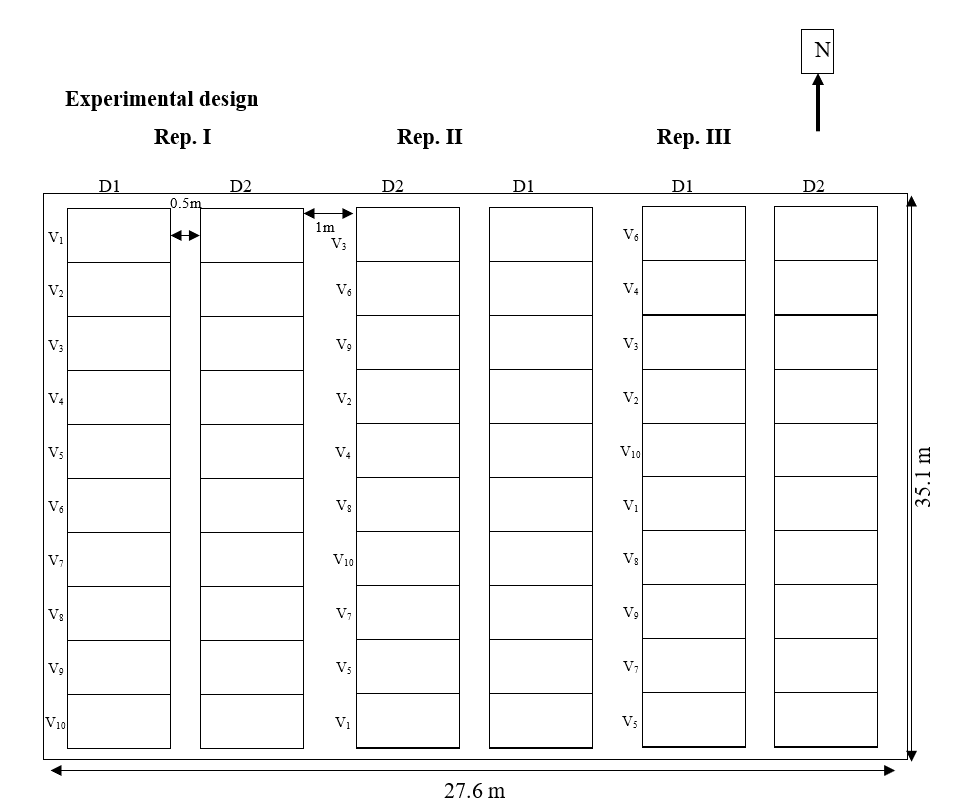 N
Experimental design
Rep. I Rep. II Rep. III
D1 D2 D2 D1 D1 D2
0.5m
1m
V1 V3 V6
V2 V6 V4
V3 V9 V3
V4 V2 V2
V5 V4 V10
V6 V8 V1
V7 V10 V8
V8 V7 V9
V9 V5 V7
V10 V1 V5
35.1 m
27.6 m